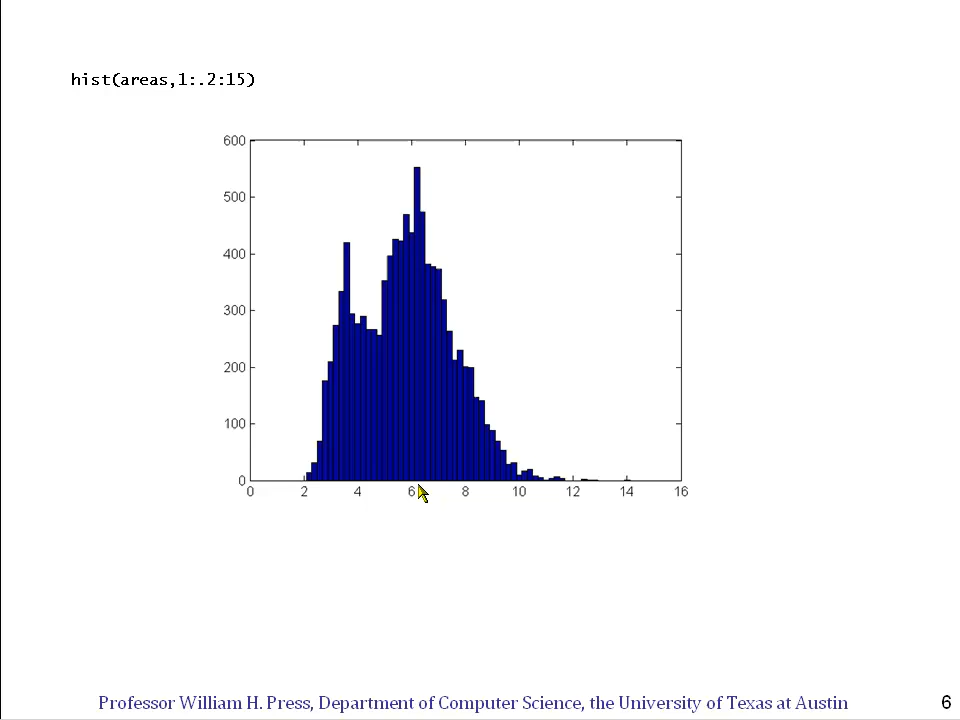 hist(areas,1:.2:15)
600
500
400
300
200
100
0
0 2 4 6 8 10 12 14 16
Professor William H. Press, Department of Computer Science, the University of Texas at Austin 6